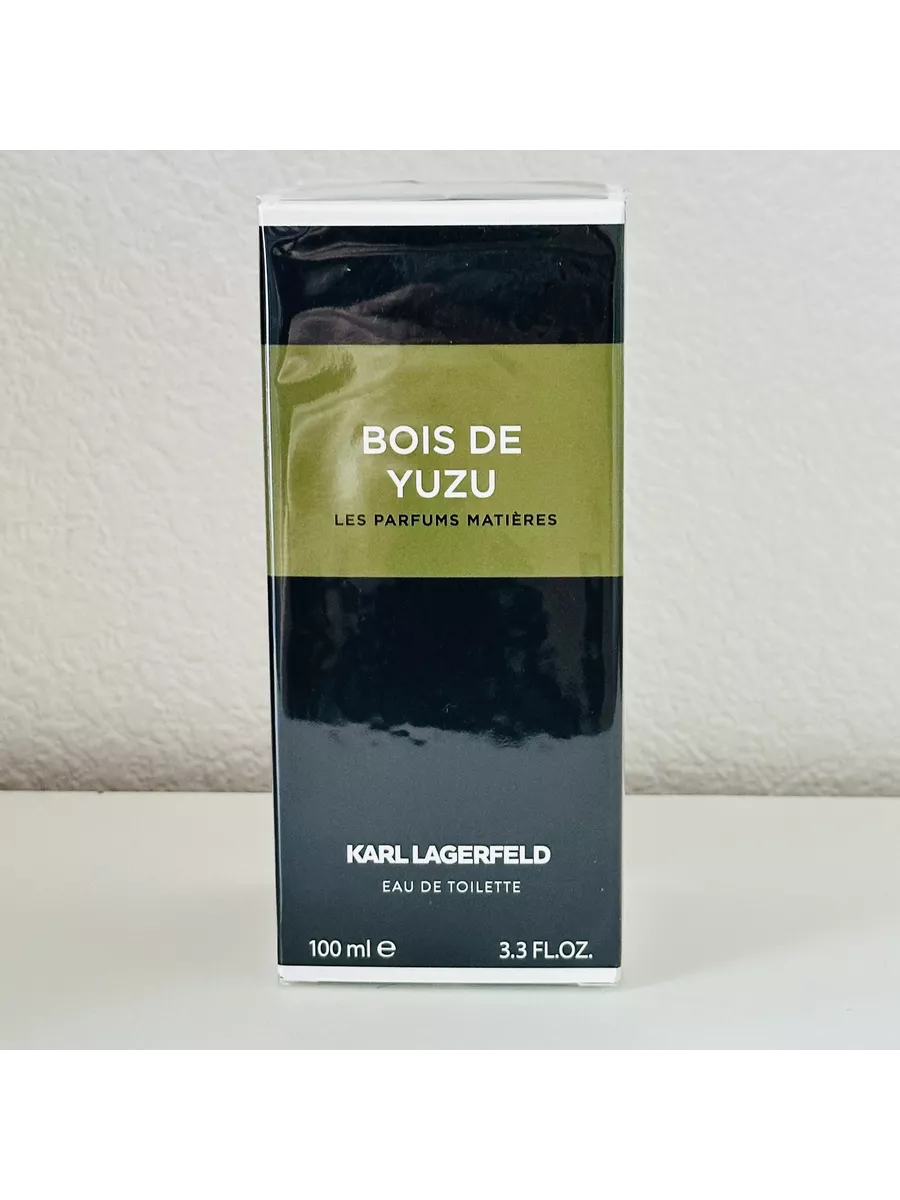 BOIS DE
YUZU
LES PARFUMS MATIÈRES
KARL LAGERFELD
EAU DE TOILETTE
100 ml ℮ 3.3 FL.OZ.